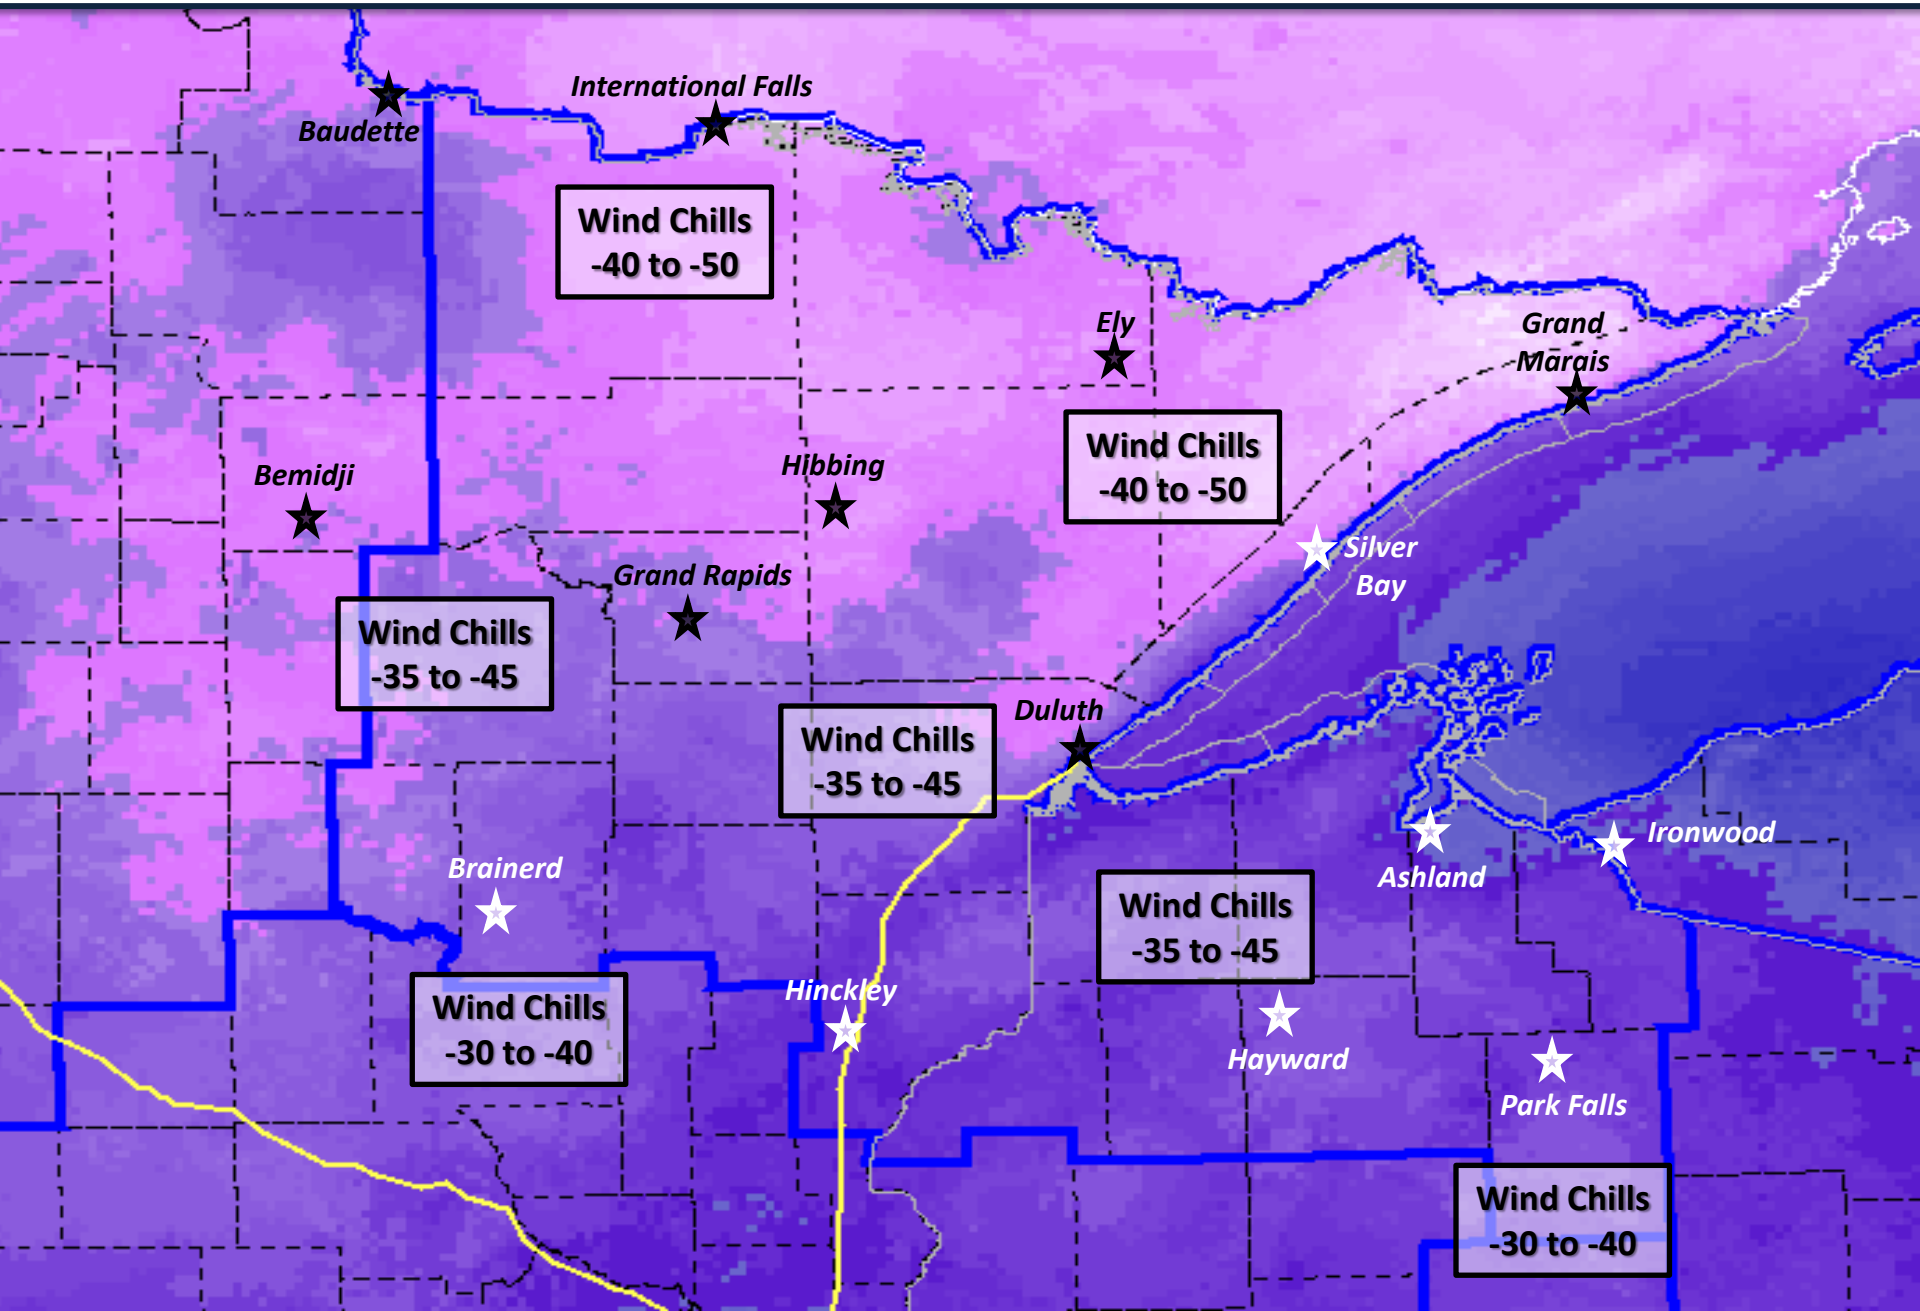 International Falls
Baudette
Wind Chills
-40 to -50
Ely
Grand
Marais
Wind Chills
-40 to -50
Bemidji
Hibbing
Silver
Bay
Grand Rapids
Wind Chills
-35 to -45
Duluth
Wind Chills
-35 to -45
Ironwood
Brainerd
Ashland
Wind Chills
-35 to -45
Hinckley
Wind Chills
-30 to -40
Hayward
Park Falls
Wind Chills
-30 to -40